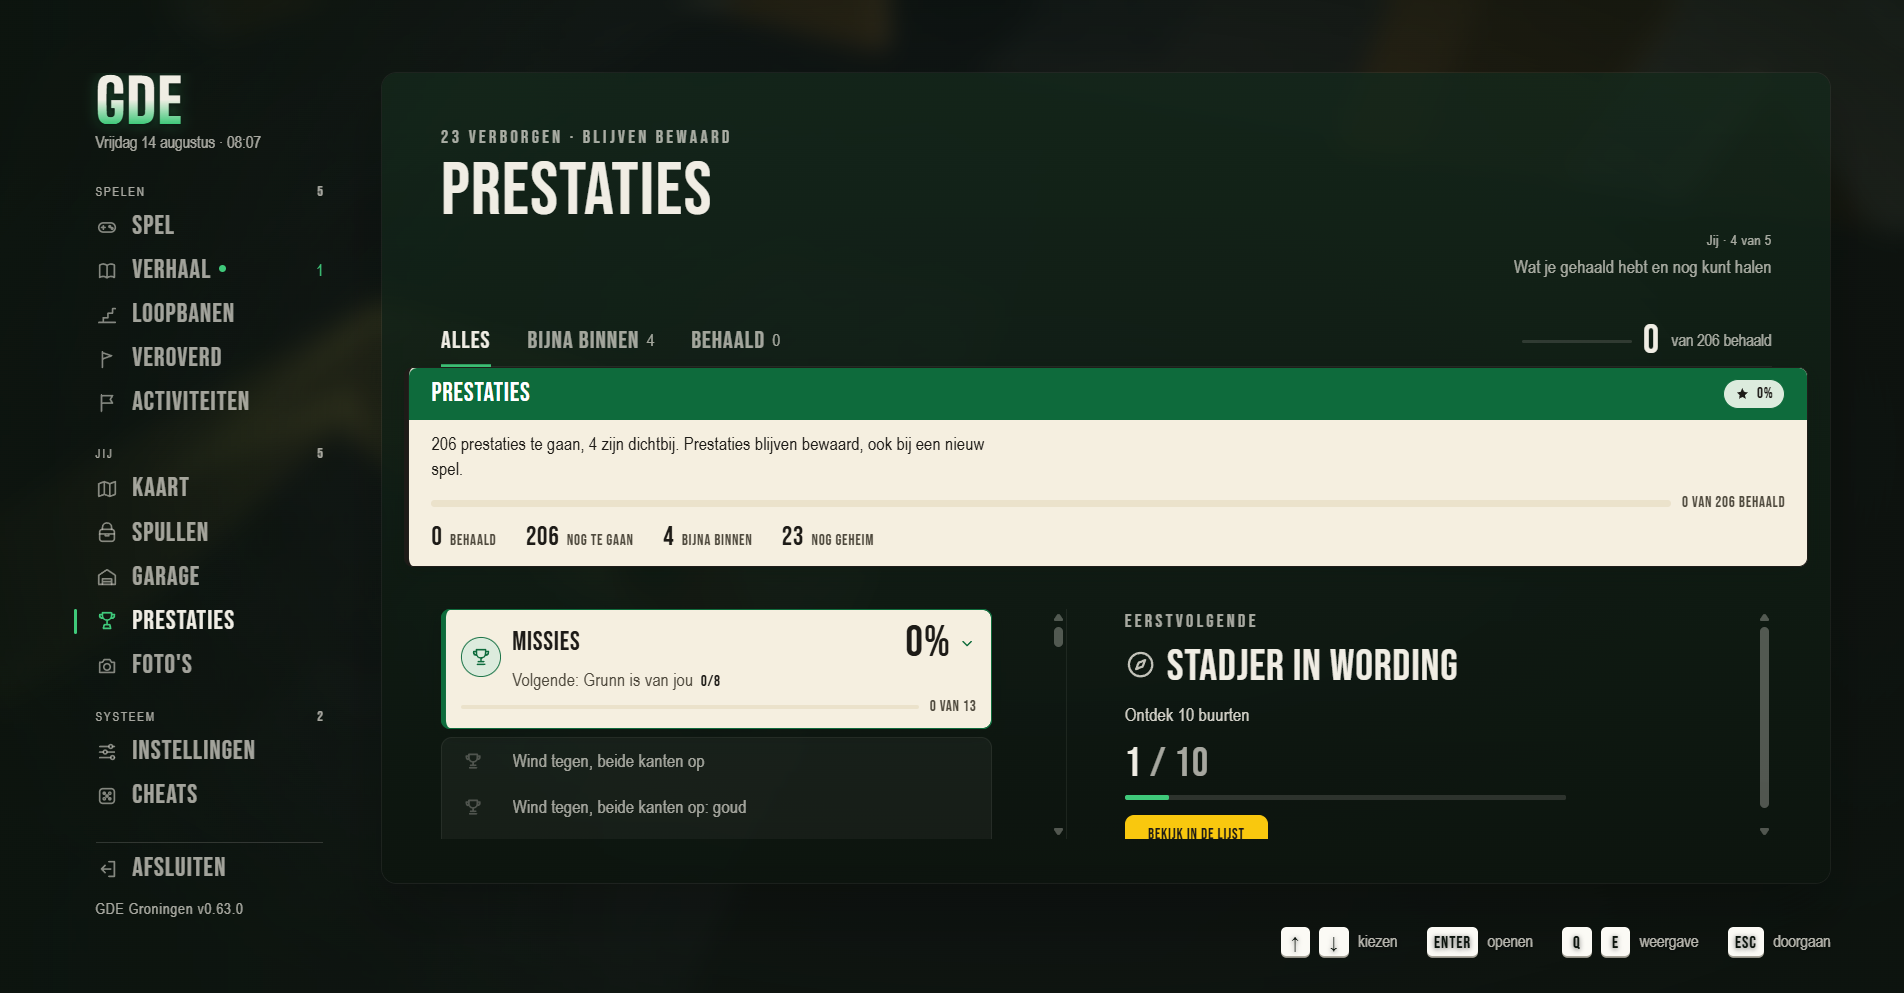 GDE
Vrijdag 14 augustus · 08:07
SPELEN 5
SPEL
VERHAAL 1
LOOPBANEN
VEROVERD
ACTIVITEITEN
JIJ 5
KAART
SPULLEN
GARAGE
PRESTATIES
FOTO'S
SYSTEEM 2
INSTELLINGEN
CHEATS
AFSLUITEN
GDE Groningen v0.63.0
23 VERBORGEN · BLIJVEN BEWAARD
PRESTATIES
Jij · 4 van 5
Wat je gehaald hebt en nog kunt halen
ALLES BIJNA BINNEN 4 BEHAALD 0
0 van 206 behaald
PRESTATIES
★ 0%
206 prestaties te gaan, 4 zijn dichtbij. Prestaties blijven bewaard, ook bij een nieuw
spel.
0 VAN 206 BEHAALD
0 BEHAALD 206 NOG TE GAAN 4 BIJNA BINNEN 23 NOG GEHEIM
MISSIES 0%
Volgende: Grunn is van jou 0/8
0 VAN 13
Wind tegen, beide kanten op
Wind tegen, beide kanten op: goud
EERSTVOLGENDE
STADJER IN WORDING
Ontdek 10 buurten
1 / 10
BEKIJK IN DE LIJST
↑ ↓ kiezen ENTER openen Q E weergave ESC doorgaan